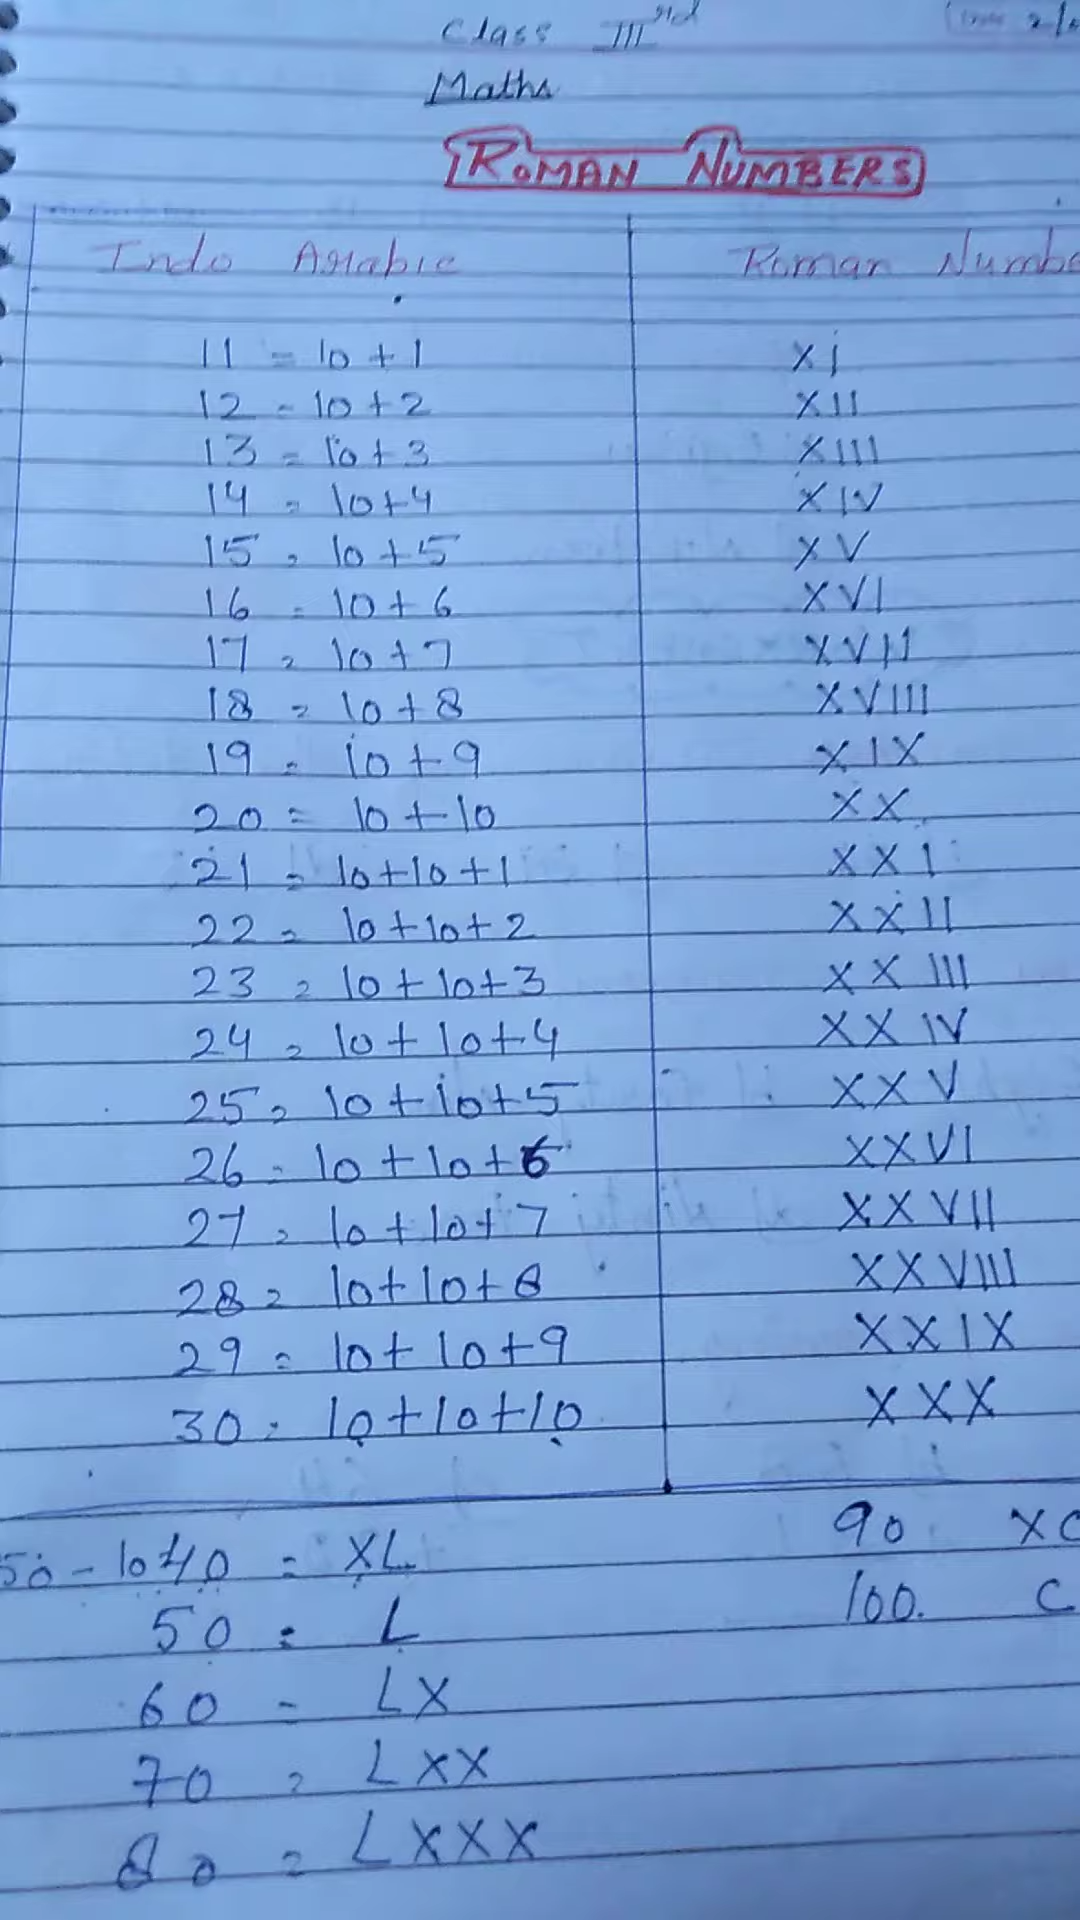 Class IIIrd
Maths
ROMAN NUMBERS
Indo Arabic Roman
11 = 10 + 1 XI
12 = 10 + 2 XII
13 = 10 + 3 XIII
14 = 10 + 4 XIV
15 = 10 + 5 XV
16 = 10 + 6 XVI
17 = 10 + 7 XVII
18 = 10 + 8 XVIII
19 = 10 + 9 XIX
20 = 10 + 10 XX
21 = 10 + 10 + 1 XXI
22 = 10 + 10 + 2 XXII
23 = 10 + 10 + 3 XXIII
24 = 10 + 10 + 4 XXIV
25 = 10 + 10 + 5 XXV
26 = 10 + 10 + 6 XXVI
27 = 10 + 10 + 7 XXVII
28 = 10 + 10 + 8 XXVIII
29 = 10 + 10 + 9 XXIX
30 = 10 + 10 + 10 XXX
50 - 10 40 = XL 90 XC
50 = L 100. C
60 = LX
70 = LXX
80 = LXXX